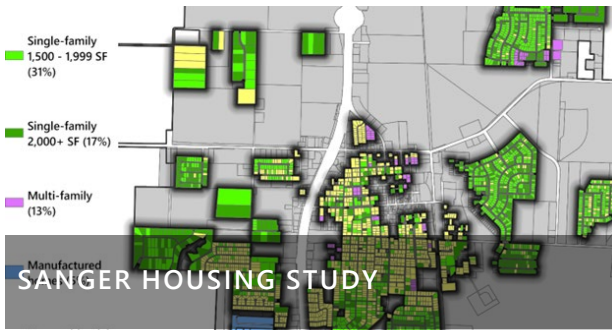 Single-family
1,500 - 1,999 SF
(31%)
Single-family
2,000+ SF (17%)
Multi-family
(13%)
Manufactured
SANGER HOUSING STUDY